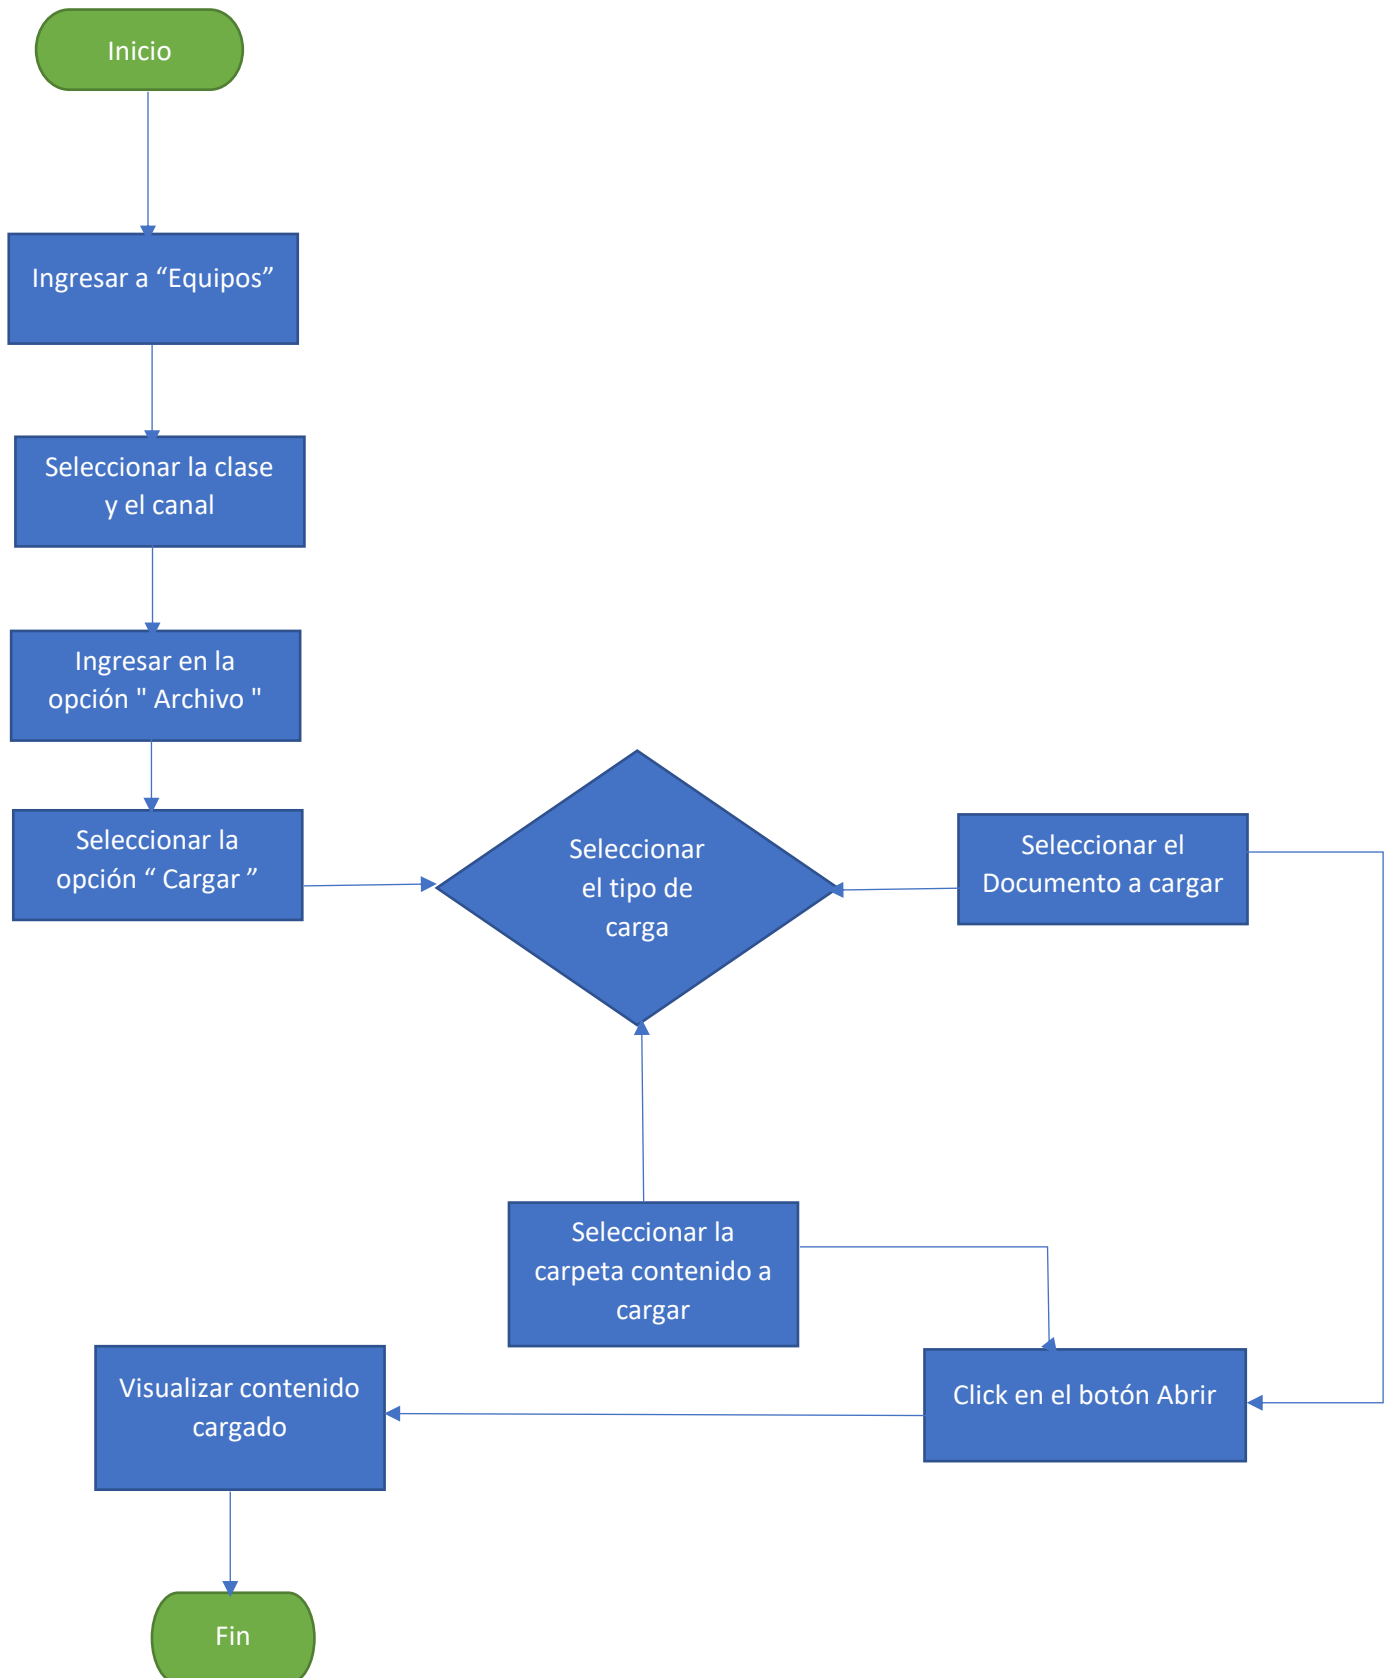 Inicio
Ingresar a “Equipos”
Seleccionar la clase
y el canal
Ingresar en la
opción " Archivo "
Seleccionar la
opción “ Cargar ”
Seleccionar
el tipo de
carga
Seleccionar el
Documento a cargar
Seleccionar la
carpeta contenido a
cargar
Click en el botón Abrir
Visualizar contenido
cargado
Fin